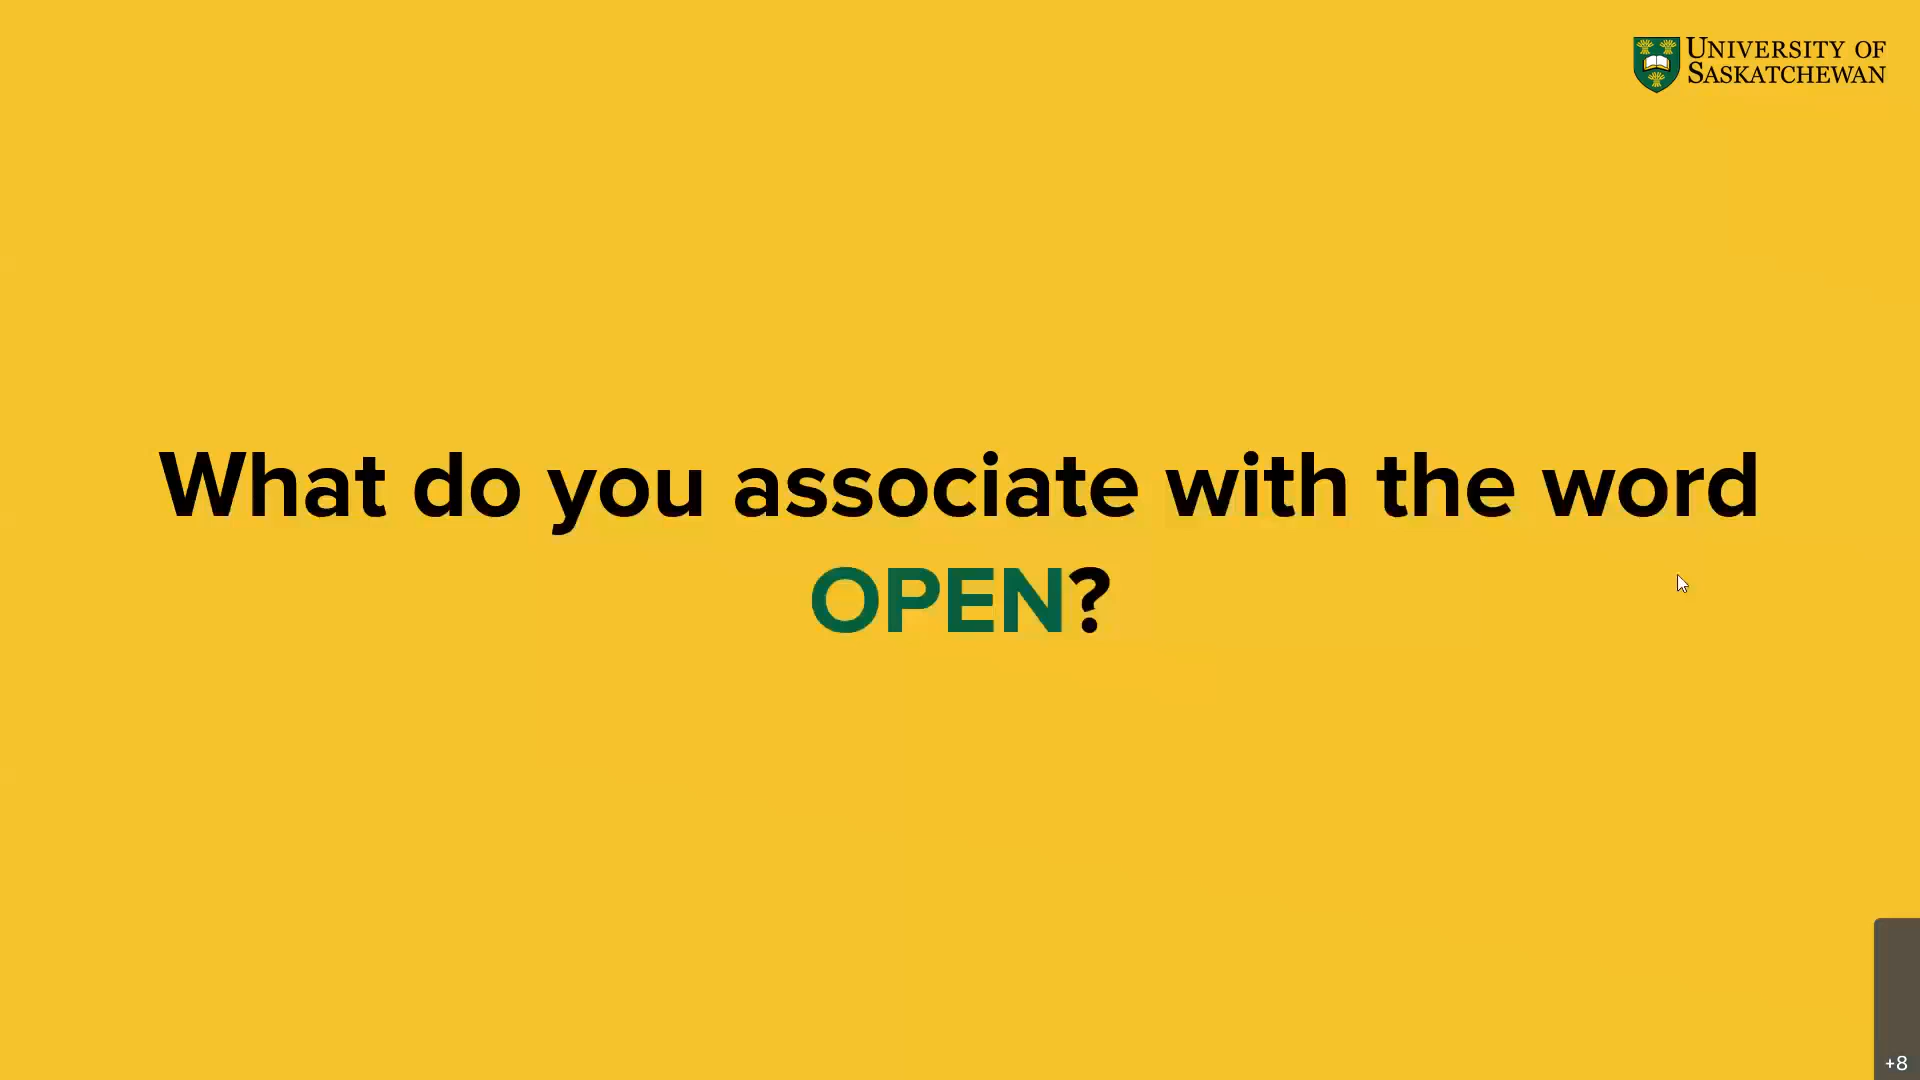 UNIVERSITY OF
SASKATCHEWAN
What do you associate with the word
OPEN?
+8